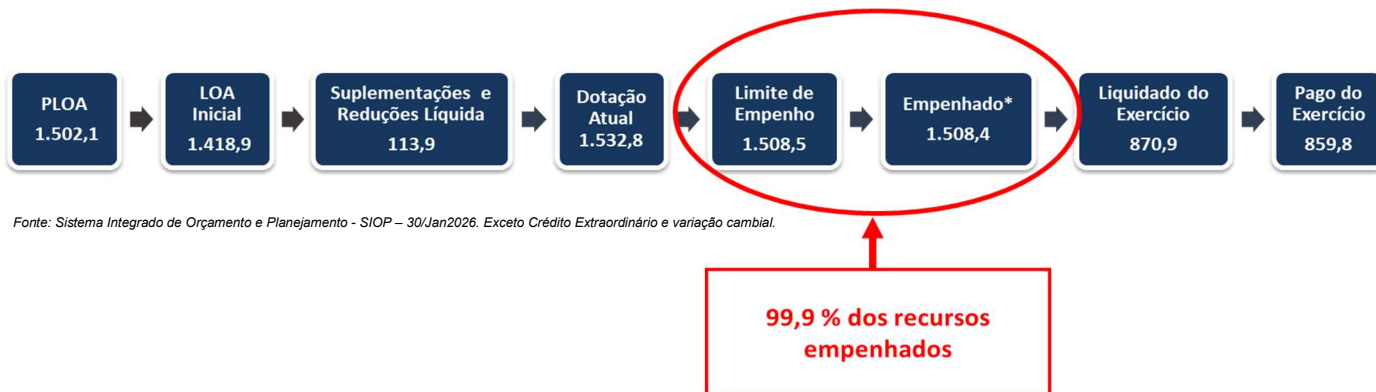 PLOA
1.502,1
LOA
Inicial
1.418,9
Suplementações e
Reduções Líquida
113,9
Dotação
Atual
1.532,8
Limite de
Empenho
1.508,5
Empenhado*
1.508,4
Liquidado do
Exercício
870,9
Pago do
Exercício
859,8
Fonte: Sistema Integrado de Orçamento e Planejamento - SIOP – 30/Jan2026. Exceto Crédito Extraordinário e variação cambial.
99,9 % dos recursos
empenhados